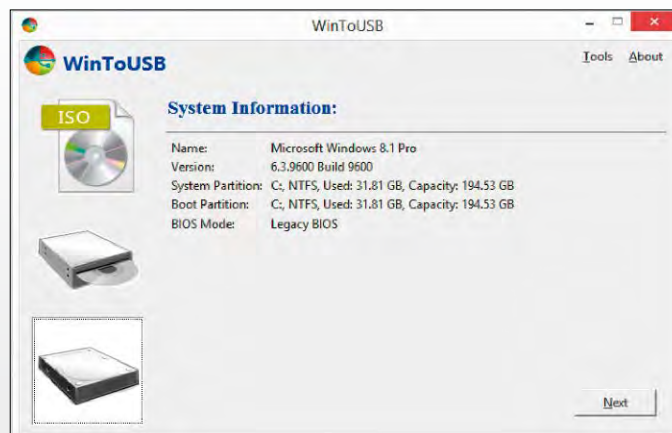 WinToUSB
WinToUSB
Tools About
ISO
System Information:
Name: Microsoft Windows 8.1 Pro
Version: 6.3.9600 Build 9600
System Partition: C:, NTFS, Used: 31.81 GB, Capacity: 194.53 GB
Boot Partition: C:, NTFS, Used: 31.81 GB, Capacity: 194.53 GB
BIOS Mode: Legacy BIOS
Next